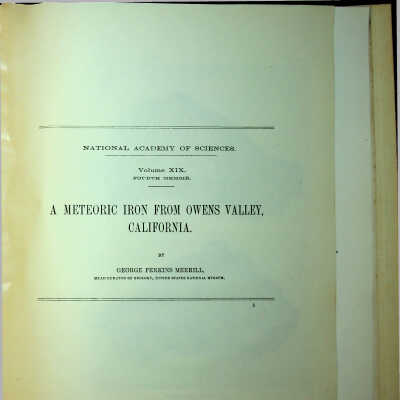 NATIONAL ACADEMY OF SCIENCES.
Volume XIX.
FOURTH MEMOIR.
A METEORIC IRON FROM OWENS VALLEY,
CALIFORNIA.
BY
GEORGE PERKINS MERRILL,
HEAD CURATOR OF GEOLOGY, UNITED STATES NATIONAL MUSEUM.